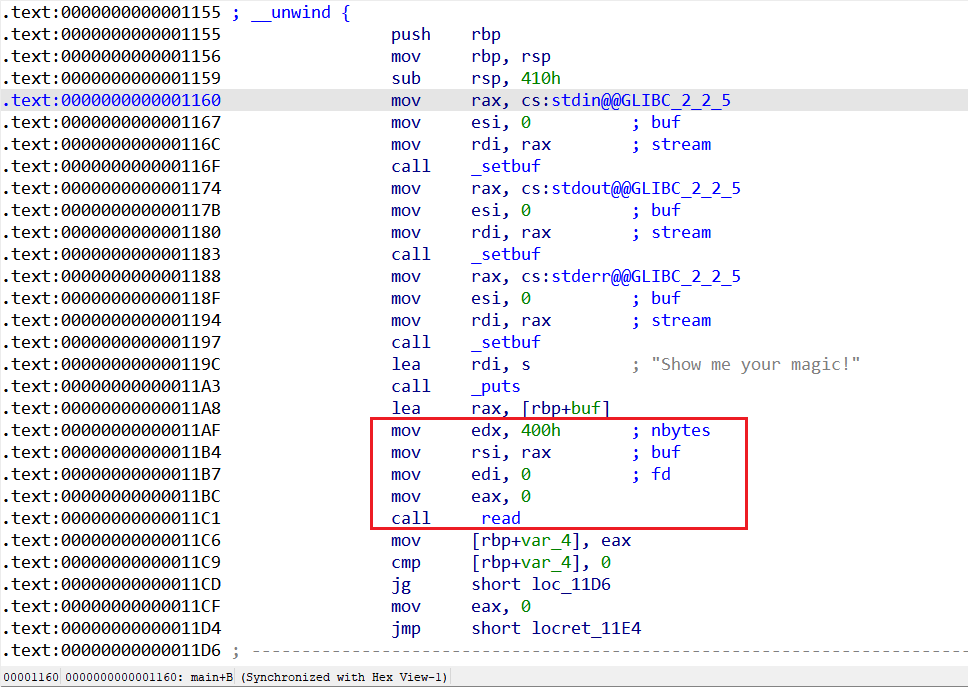 .text:0000000000001155 ; __unwind {
.text:0000000000001155 push rbp
.text:0000000000001156 mov rbp, rsp
.text:0000000000001159 sub rsp, 410h
.text:0000000000001160 mov rax, cs:stdin@@GLIBC_2_2_5
.text:0000000000001167 mov esi, 0 ; buf
.text:000000000000116C mov rdi, rax ; stream
.text:000000000000116F call _setbuf
.text:0000000000001174 mov rax, cs:stdout@@GLIBC_2_2_5
.text:000000000000117B mov esi, 0 ; buf
.text:0000000000001180 mov rdi, rax ; stream
.text:0000000000001183 call _setbuf
.text:0000000000001188 mov rax, cs:stderr@@GLIBC_2_2_5
.text:000000000000118F mov esi, 0 ; buf
.text:0000000000001194 mov rdi, rax ; stream
.text:0000000000001197 call _setbuf
.text:000000000000119C lea rdi, s ; "Show me your magic!"
.text:00000000000011A3 call _puts
.text:00000000000011A8 lea rax, [rbp+buf]
.text:00000000000011AF mov edx, 400h ; nbytes
.text:00000000000011B4 mov rsi, rax ; buf
.text:00000000000011B7 mov edi, 0 ; fd
.text:00000000000011BC mov eax, 0
.text:00000000000011C1 call _read
.text:00000000000011C6 mov [rbp+var_4], eax
.text:00000000000011C9 cmp [rbp+var_4], 0
.text:00000000000011CD jg short loc_11D6
.text:00000000000011CF mov eax, 0
.text:00000000000011D4 jmp short locret_11E4
.text:00000000000011D6 ; ---------------------------------------------------------------------------
00001160 0000000000001160: main+B (Synchronized with Hex View-1)